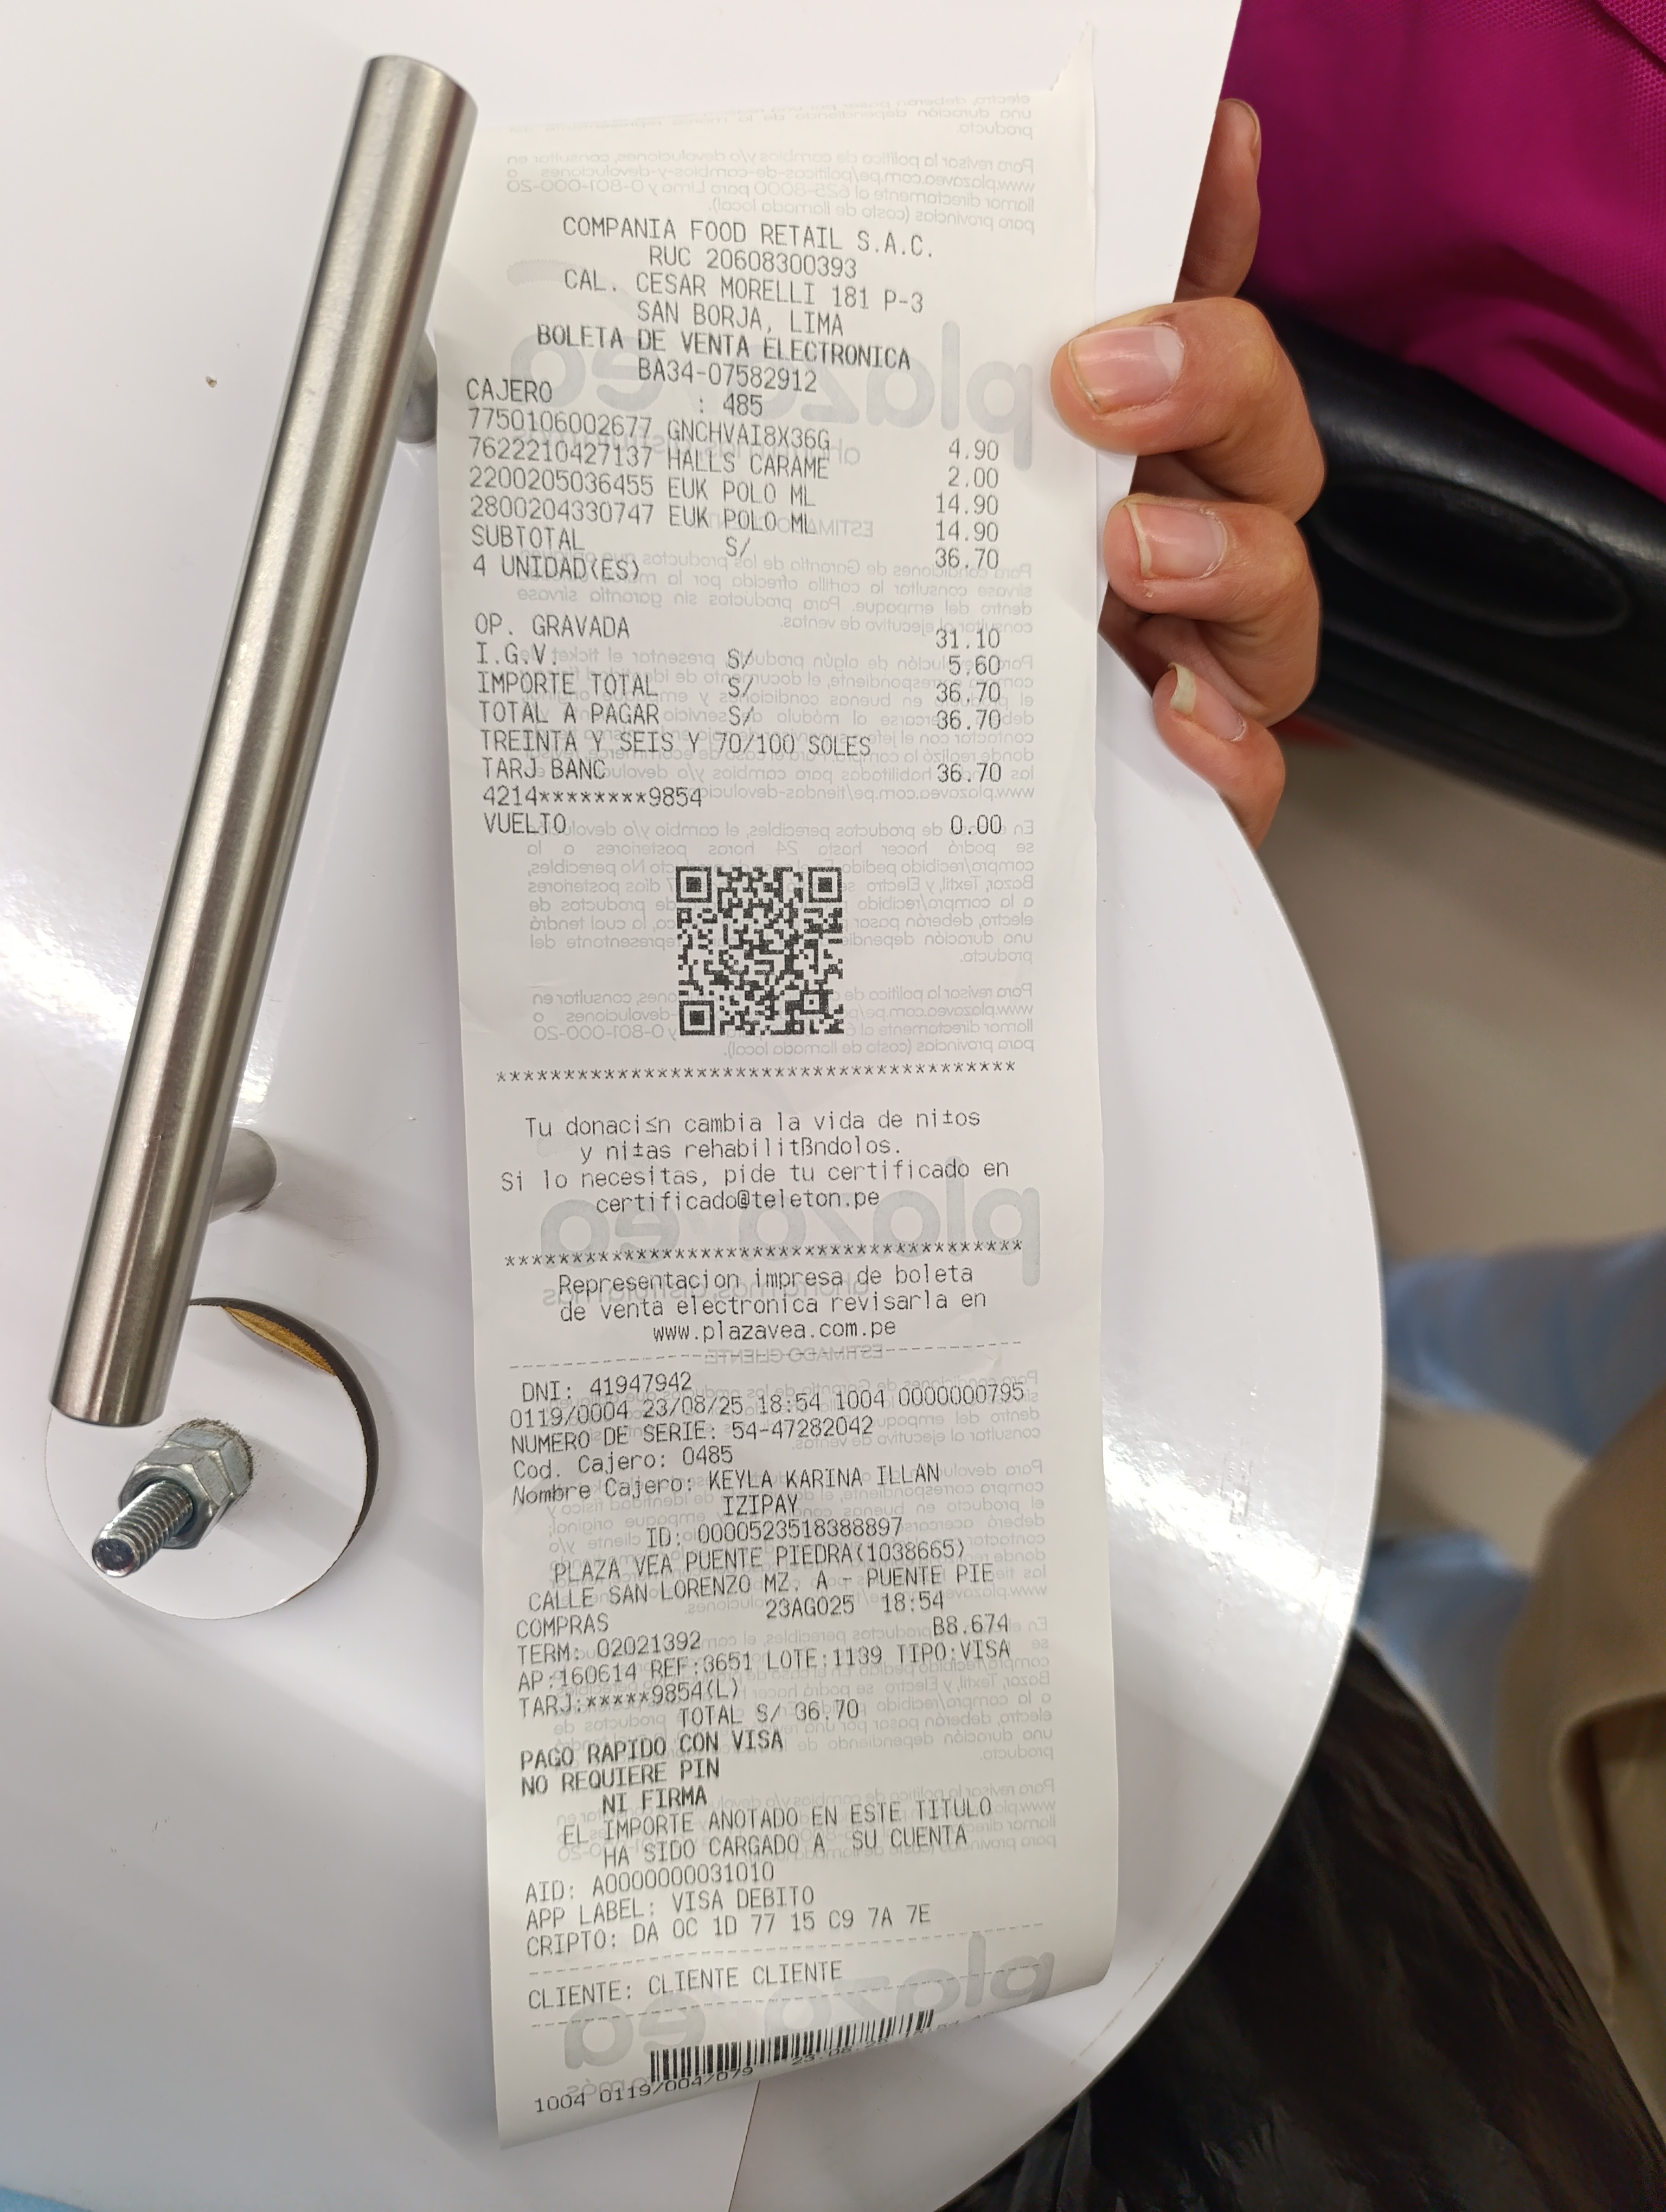 COMPANIA FOOD RETAIL S.A.C.
RUC 20608300393
CAL. CESAR MORELLI 181 P-3
SAN BORJA, LIMA
BOLETA DE VENTA ELECTRONICA
BA34-07582912
CAJERO : 485
7750106002677 GNCHVAI8X36G 4.90
7622210427137 HALLS CARAME 2.00
2200205036455 EUK POLO ML 14.90
2800204330747 EUK POLO ML 14.90
SUBTOTAL S/ 36.70
4 UNIDAD(ES)
OP. GRAVADA 31.10
I.G.V. S/ 5.60
IMPORTE TOTAL S/ 36.70
TOTAL A PAGAR S/ 36.70
TREINTA Y SEIS Y 70/100 SOLES
TARJ BANC 36.70
4214********9854
VUELTO 0.00
****************************************
Tu donaci≤n cambia la vida de ni±os
y ni±as rehabilitßndolos.
Si lo necesitas, pide tu certificado en
certificado@teleton.pe
****************************************
Representacion impresa de boleta
de venta electronica revisarla en
www.plazavea.com.pe
DNI: 41947942
0119/0004 23/08/25 18:54 1004 0000000795
NUMERO DE SERIE: 54-47282042
Cod. Cajero: 0485
Nombre Cajero: KEYLA KARINA ILLAN
IZIPAY
ID: 0000523518388897
PLAZA VEA PUENTE PIEDRA(1038665)
CALLE SAN LORENZO MZ. A - PUENTE PIE
COMPRAS 23AGO25 18:54
TERM: 02021392 B8.674
AP:160614 REF:3651 LOTE:1139 TIPO:VISA
TARJ:*****9854(L)
TOTAL S/ 36.70
PAGO RAPIDO CON VISA
NO REQUIERE PIN
NI FIRMA
EL IMPORTE ANOTADO EN ESTE TITULO
HA SIDO CARGADO A SU CUENTA
AID: A0000000031010
APP LABEL: VISA DEBITO
CRIPTO: DA 0C 1D 77 15 C9 7A 7E
CLIENTE: CLIENTE CLIENTE
1004 0119/004/079